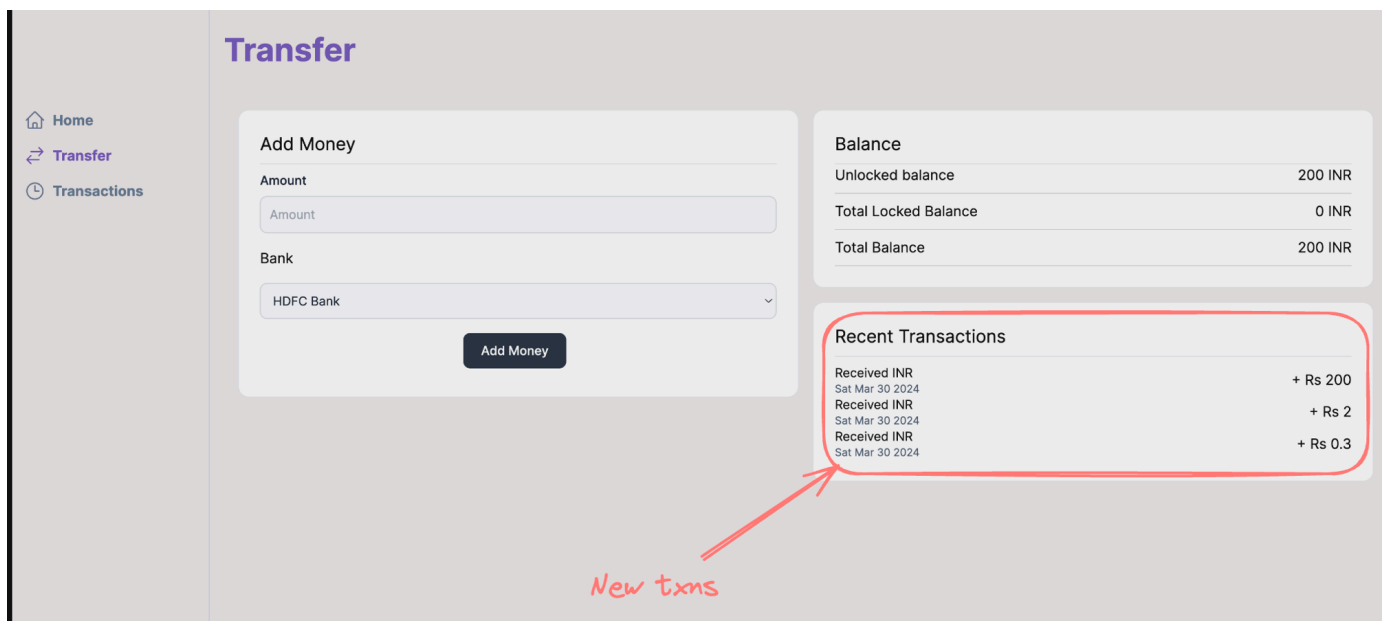 Transfer
Home
Transfer
Transactions
Add Money
Amount
Amount
Bank
HDFC Bank
Add Money
Balance
Unlocked balance 200 INR
Total Locked Balance 0 INR
Total Balance 200 INR
Recent Transactions
Received INR
Sat Mar 30 2024
+ Rs 200
Received INR
Sat Mar 30 2024
+ Rs 2
Received INR
Sat Mar 30 2024
+ Rs 0.3
New txns